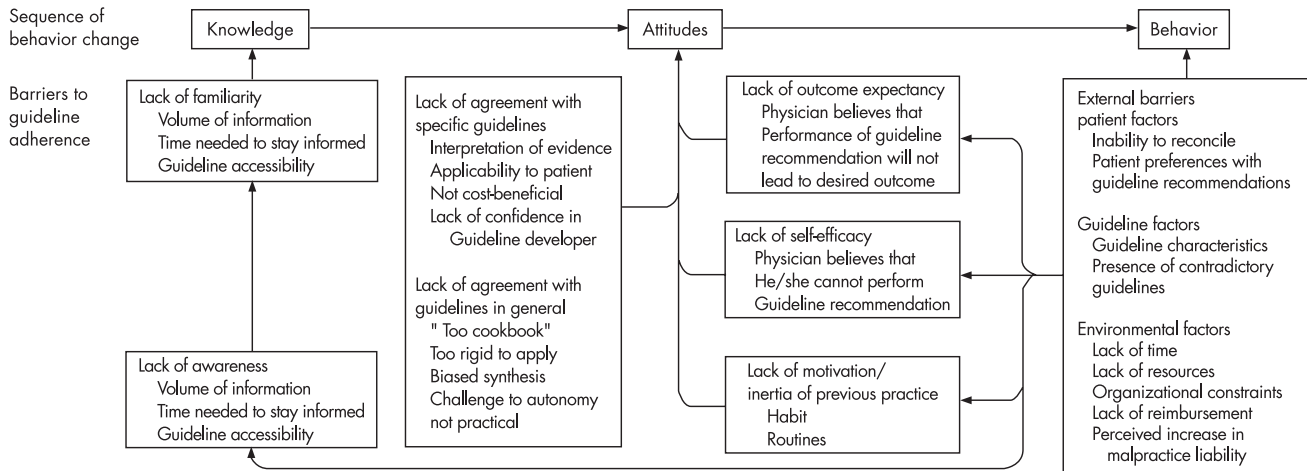 Sequence of
behavior change
Knowledge
Attitudes
Behavior
Barriers to
guideline
adherence
Lack of familiarity
Volume of information
Time needed to stay informed
Guideline accessibility
Lack of awareness
Volume of information
Time needed to stay informed
Guideline accessibility
Lack of agreement with
specific guidelines
Interpretation of evidence
Applicability to patient
Not cost-beneficial
Lack of confidence in
Guideline developer
Lack of agreement with
guidelines in general
" Too cookbook"
Too rigid to apply
Biased synthesis
Challenge to autonomy
not practical
Lack of outcome expectancy
Physician believes that
Performance of guideline
recommendation will not
lead to desired outcome
Lack of self-efficacy
Physician believes that
He/she cannot perform
Guideline recommendation
Lack of motivation/
inertia of previous practice
Habit
Routines
External barriers
patient factors
Inability to reconcile
Patient preferences with
guideline recommendations
Guideline factors
Guideline characteristics
Presence of contradictory
guidelines
Environmental factors
Lack of time
Lack of resources
Organizational constraints
Lack of reimbursement
Perceived increase in
malpractice liability